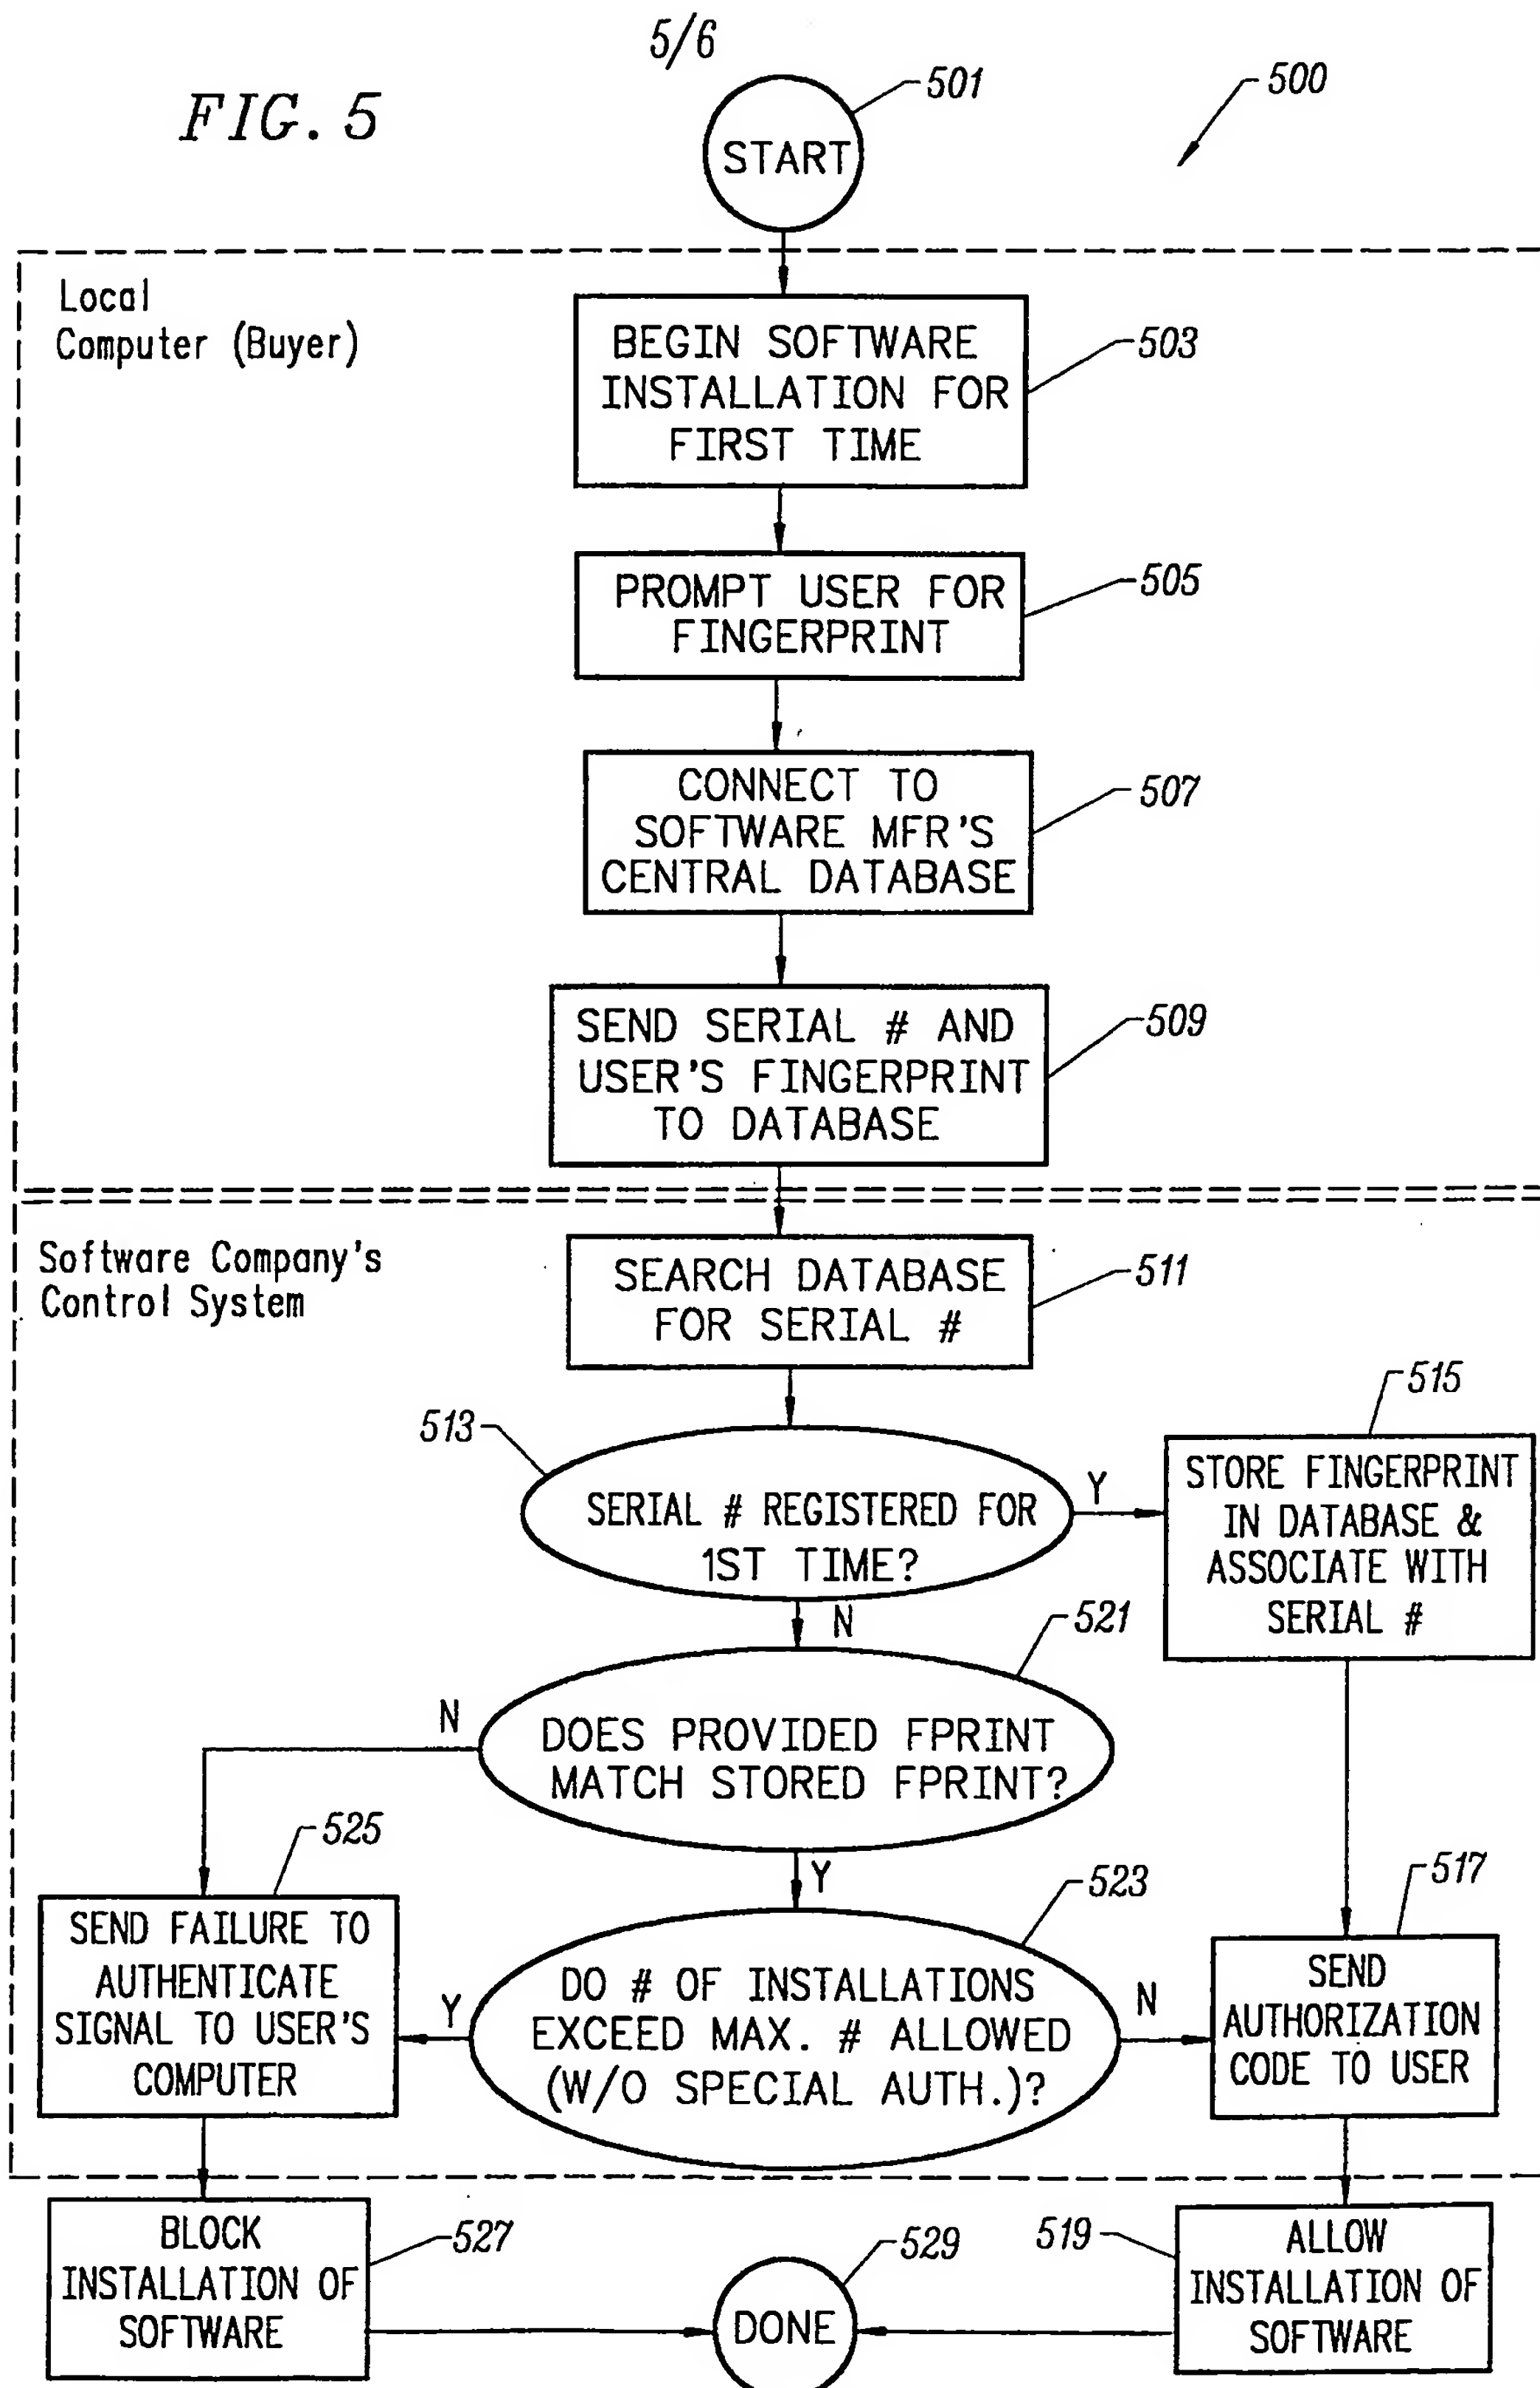 5/6
FIG. 5
501
500
START
Local
Computer (Buyer)
BEGIN SOFTWARE
INSTALLATION FOR
FIRST TIME
503
PROMPT USER FOR
FINGERPRINT
505
CONNECT TO
SOFTWARE MFR'S
CENTRAL DATABASE
507
SEND SERIAL # AND
USER'S FINGERPRINT
TO DATABASE
509
Software Company's
Control System
SEARCH DATABASE
FOR SERIAL #
511
513
SERIAL # REGISTERED FOR
1ST TIME?
Y
N
515
STORE FINGERPRINT
IN DATABASE &
ASSOCIATE WITH
SERIAL #
521
DOES PROVIDED FPRINT
MATCH STORED FPRINT?
N
Y
525
SEND FAILURE TO
AUTHENTICATE
SIGNAL TO USER'S
COMPUTER
523
DO # OF INSTALLATIONS
EXCEED MAX. # ALLOWED
(W/O SPECIAL AUTH.)?
Y
N
517
SEND
AUTHORIZATION
CODE TO USER
BLOCK
INSTALLATION OF
SOFTWARE
527
529
DONE
519
ALLOW
INSTALLATION OF
SOFTWARE